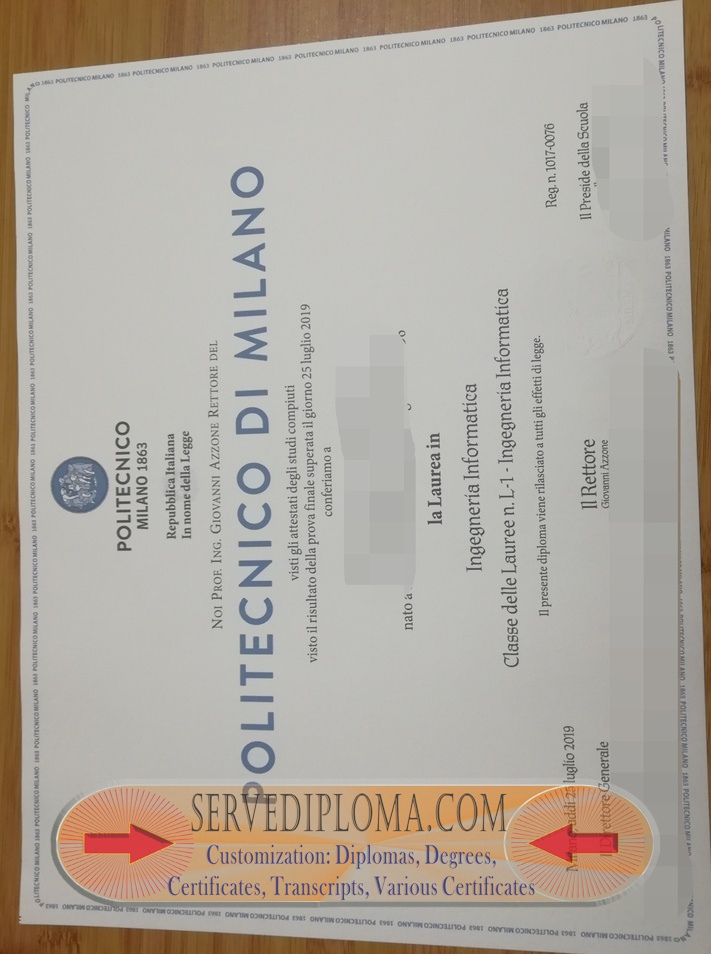 POLITECNICO MILANO 1863
POLITECNICO
MILANO 1863
Repubblica Italiana
In nome della Legge
NOI PROF. ING. GIOVANNI AZZONE RETTORE DEL
POLITECNICO DI MILANO
visti gli attestati degli studi compiuti
visto il risultato della prova finale superata il giorno 25 luglio 2019
conferiamo a
nato a
la Laurea in
Ingegneria Informatica
Classe delle Lauree n. L-1 - Ingegneria Informatica
Il presente diploma viene rilasciato a tutti gli effetti di legge.
Reg. n. 1017-0076
luglio 2019
Il Direttore Generale
Il Rettore
Giovanni Azzone
Il Preside della Scuola
SERVEDIPLOMA.COM
Customization: Diplomas, Degrees,
Certificates, Transcripts, Various Certificates